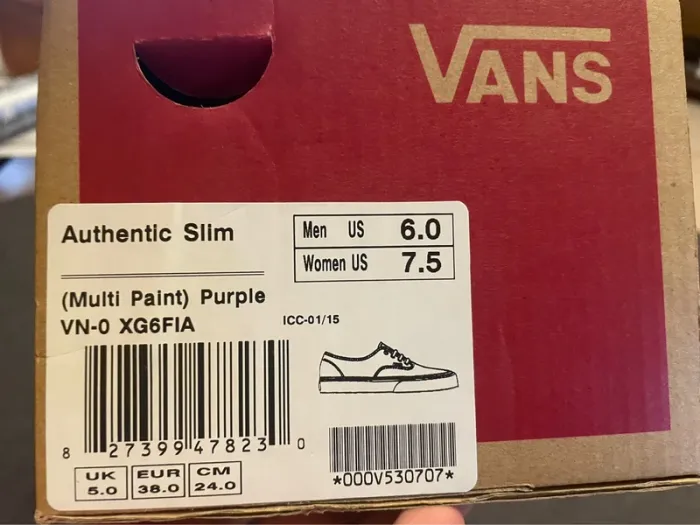 VANS
Authentic Slim
Men US 6.0
Women US 7.5
(Multi Paint) Purple
VN-0 XG6FIA
ICC-01/15
8 27399 47823 0
UK 5.0
EUR 38.0
CM 24.0
*000V530707*